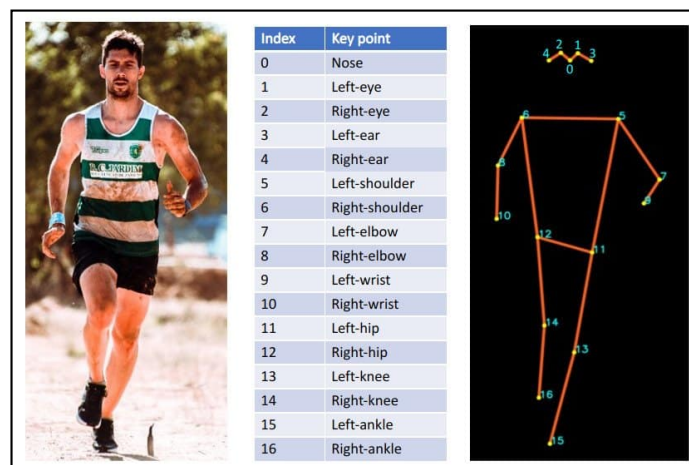 Index Key point
0 Nose
1 Left-eye
2 Right-eye
3 Left-ear
4 Right-ear
5 Left-shoulder
6 Right-shoulder
7 Left-elbow
8 Right-elbow
9 Left-wrist
10 Right-wrist
11 Left-hip
12 Right-hip
13 Left-knee
14 Right-knee
15 Left-ankle
16 Right-ankle
2 1
4 3
0
6 5
8 7
9
10
12
11
14
13
16
15